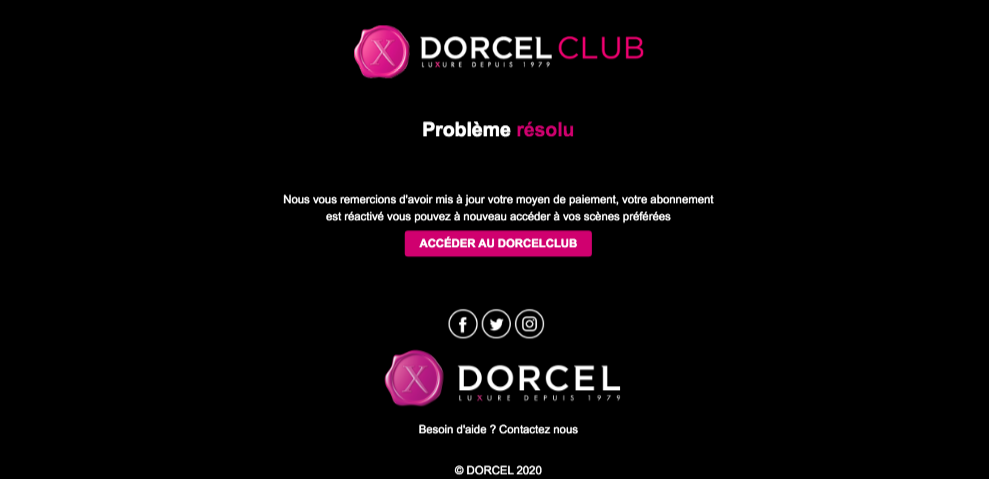 X DORCEL CLUB
LUXURE DEPUIS 1979
Problème résolu
Nous vous remercions d'avoir mis à jour votre moyen de paiement, votre abonnement
est réactivé vous pouvez à nouveau accéder à vos scènes préférées
ACCÉDER AU DORCELCLUB
X DORCEL
LUXURE DEPUIS 1979
Besoin d'aide ? Contactez nous
© DORCEL 2020